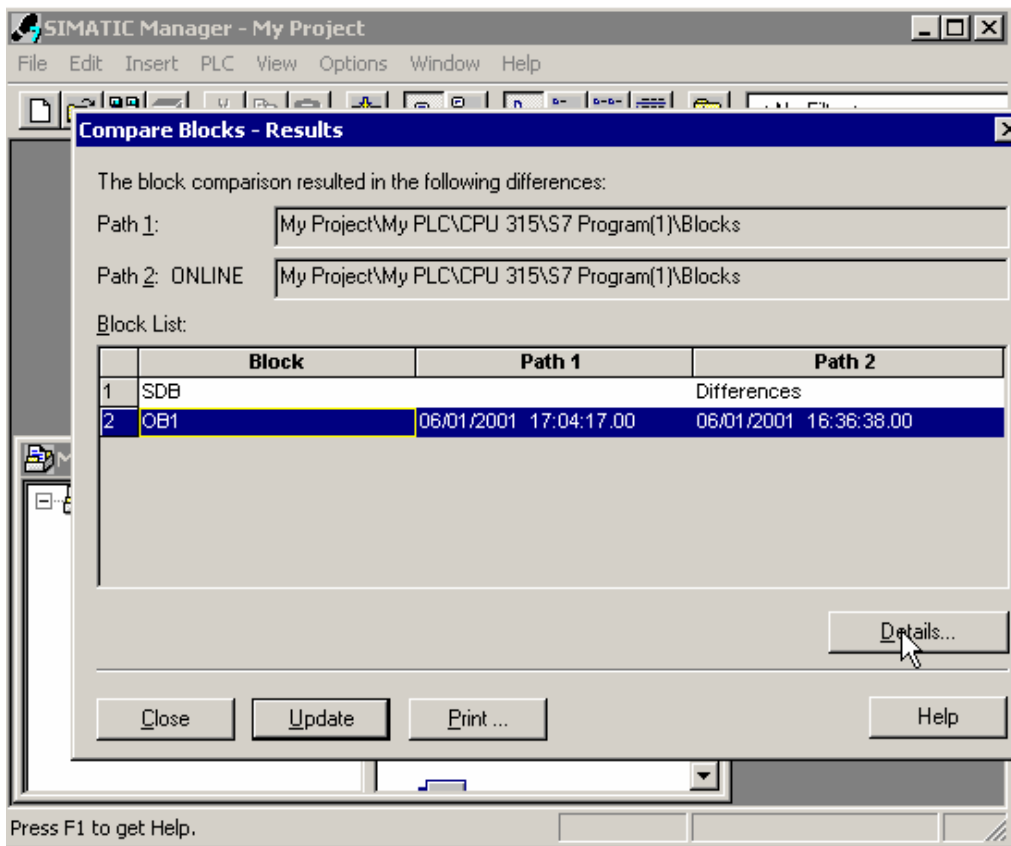 SIMATIC Manager - My Project
File Edit Insert PLC View Options Window Help
Compare Blocks - Results
The block comparison resulted in the following differences:
Path 1: My Project\My PLC\CPU 315\S7 Program(1)\Blocks
Path 2: ONLINE My Project\My PLC\CPU 315\S7 Program(1)\Blocks
Block List:
Block Path 1 Path 2
1 SDB Differences
2 OB1 06/01/2001 17:04:17.00 06/01/2001 16:36:38.00
Details...
Close Update Print ... Help
Press F1 to get Help.